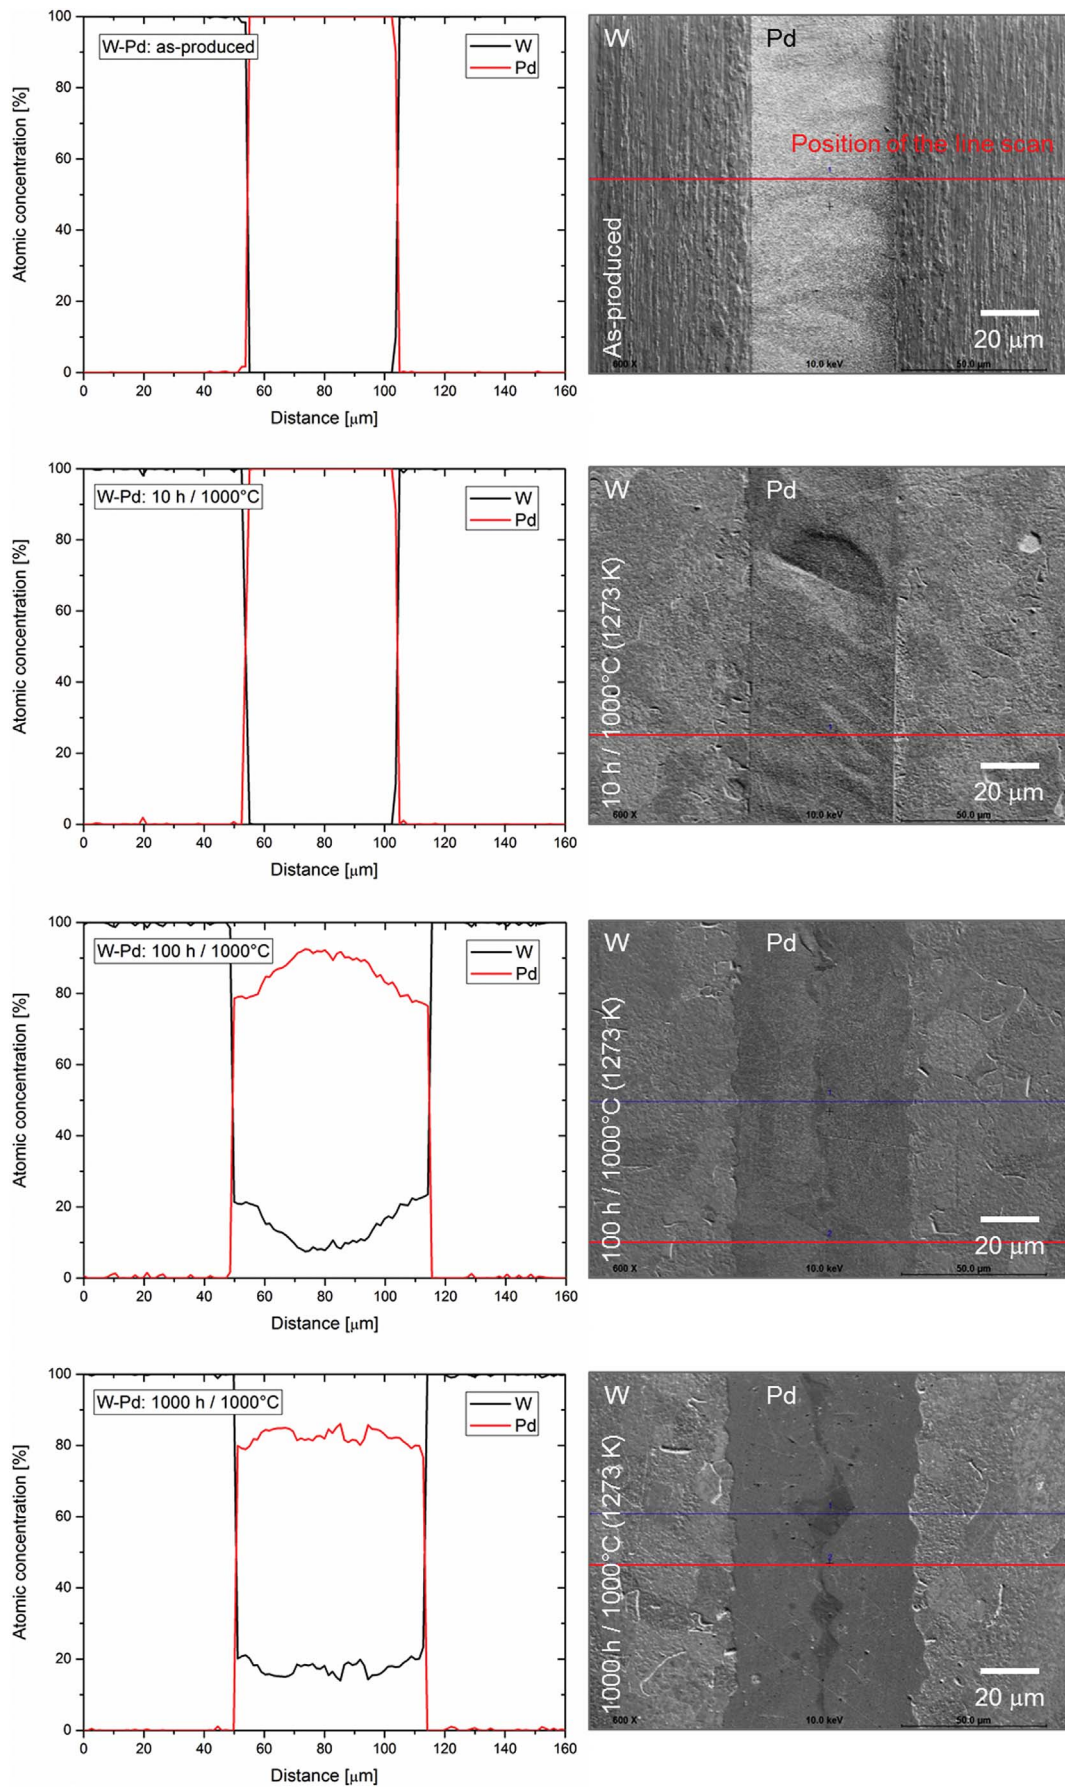 W-Pd: as-produced
W
Pd
Atomic concentration [%]
100
80
60
40
20
0
0 20 40 60 80 100 120 140 160
Distance [μm]
W
Pd
Position of the line scan
1
As-produced
20 μm
600 X 10.0 keV 50.0 μm
W-Pd: 10 h / 1000°C
W
Pd
Atomic concentration [%]
100
80
60
40
20
0
0 20 40 60 80 100 120 140 160
Distance [μm]
W
Pd
1
10 h / 1000°C (1273 K)
20 μm
600 X 10.0 keV 50.0 μm
W-Pd: 100 h / 1000°C
W
Pd
Atomic concentration [%]
100
80
60
40
20
0
0 20 40 60 80 100 120 140 160
Distance [μm]
W
Pd
1
2
100 h / 1000°C (1273 K)
20 μm
600 X 10.0 keV 50.0 μm
W-Pd: 1000 h / 1000°C
W
Pd
Atomic concentration [%]
100
80
60
40
20
0
0 20 40 60 80 100 120 140 160
Distance [μm]
W
Pd
1
2
1000 h / 1000°C (1273 K)
20 μm
600 X 10.0 keV 50.0 μm